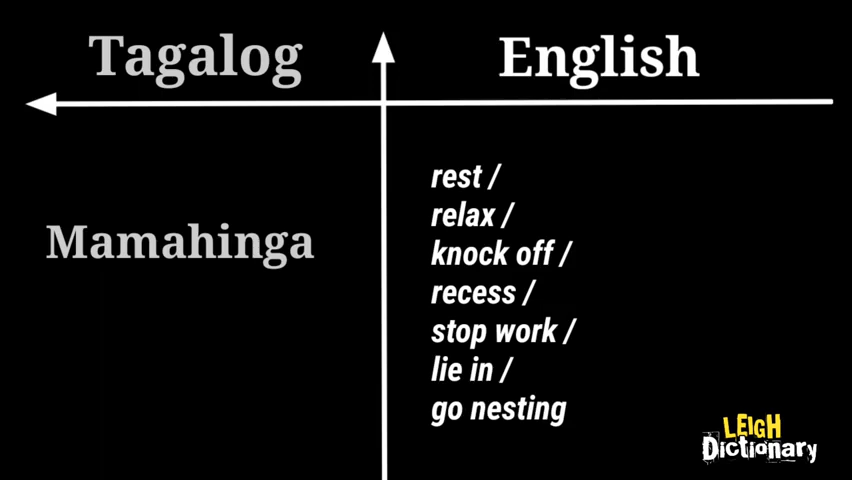 Tagalog English
Mamahinga
rest /
relax /
knock off /
recess /
stop work /
lie in /
go nesting
LEIGH
Dictionary